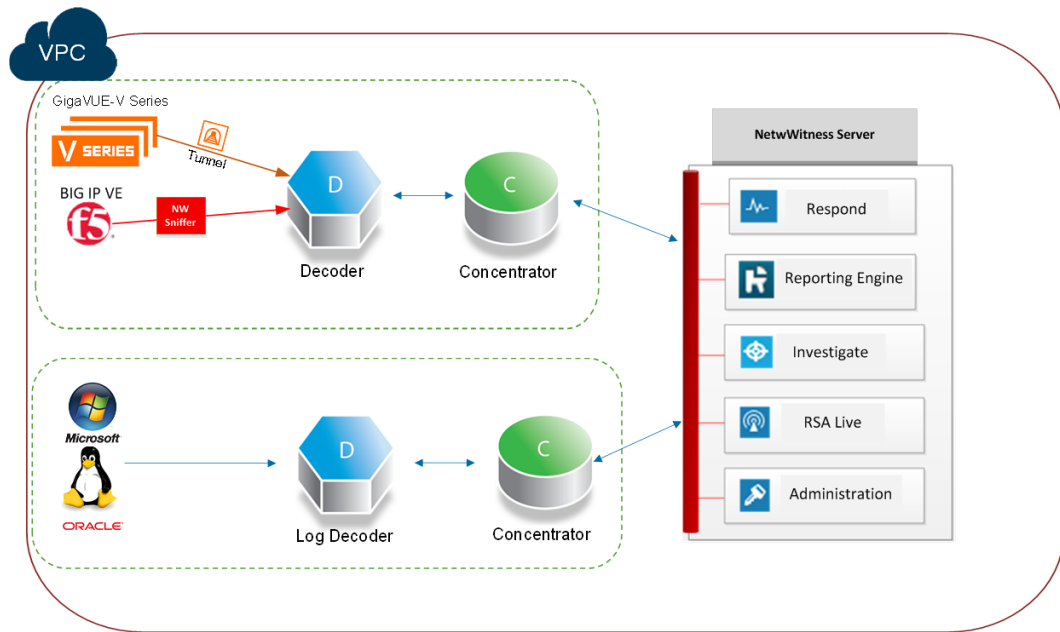 VPC
GigaVUE-V Series
V SERIES
Tunnel
BIG IP VE
f5
NW
Sniffer
D
Decoder
C
Concentrator
Microsoft
ORACLE
D
Log Decoder
C
Concentrator
NetwWitness Server
Respond
Reporting Engine
Investigate
RSA Live
Administration